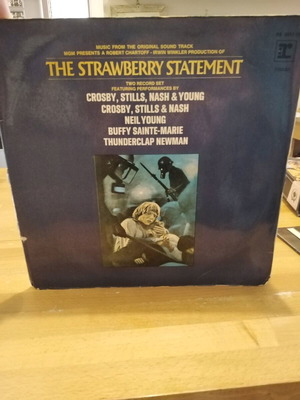 MUSIC FROM THE ORIGINAL SOUND TRACK
MGM PRESENTS A ROBERT CHARTOFF - IRWIN WINKLER PRODUCTION OF
THE STRAWBERRY STATEMENT
TWO RECORD SET
FEATURING PERFORMANCES BY
CROSBY, STILLS, NASH & YOUNG
CROSBY, STILLS & NASH
NEIL YOUNG
BUFFY SAINTE-MARIE
THUNDERCLAP NEWMAN